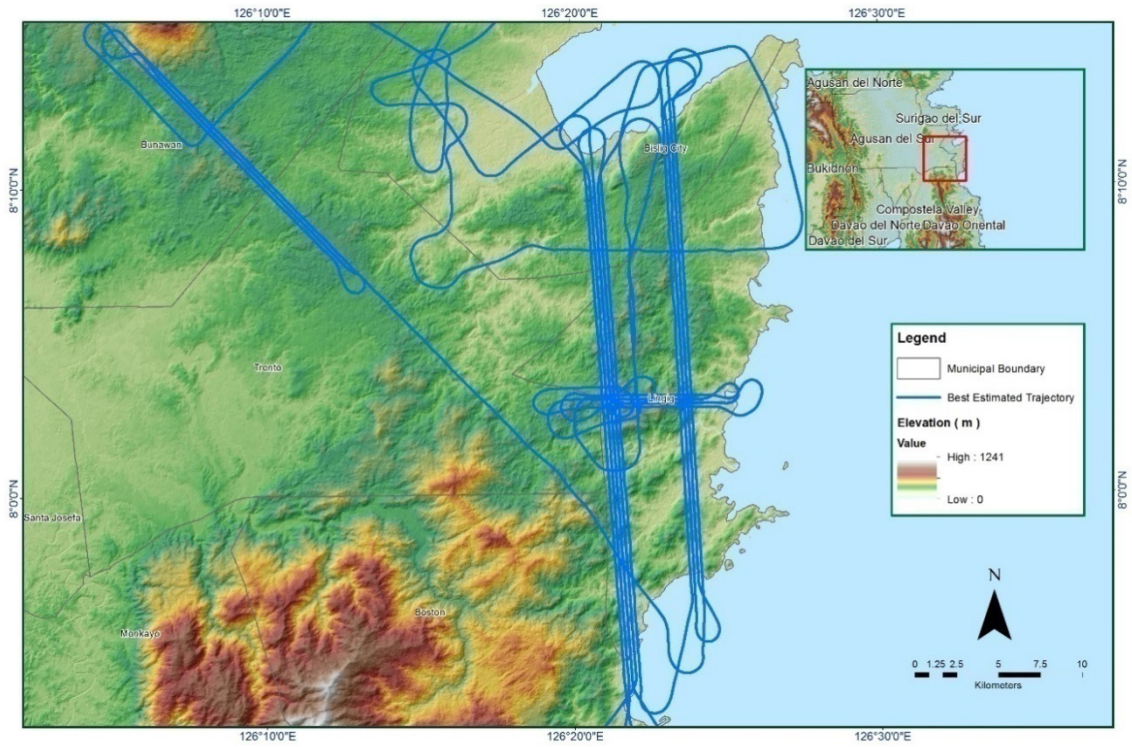 126°10'0"E
126°20'0"E
126°30'0"E
Agusan del Norte
Surigao del Sur
Agusan del Sur
Bukidnon
Compostela Valley
Davao del Norte
Davao Oriental
Davao del Sur
Bunawan
Bislig City
8°10'0"N
8°10'0"N
Legend
Municipal Boundary
Best Estimated Trajectory
Elevation ( m )
Value
High : 1241
Low : 0
Trento
Lingig
8°0'0"N
8°0'0"N
Santa Josefa
Boston
Monkayo
N
0 1.25 2.5 5 7.5 10
Kilometers
126°10'0"E
126°20'0"E
126°30'0"E